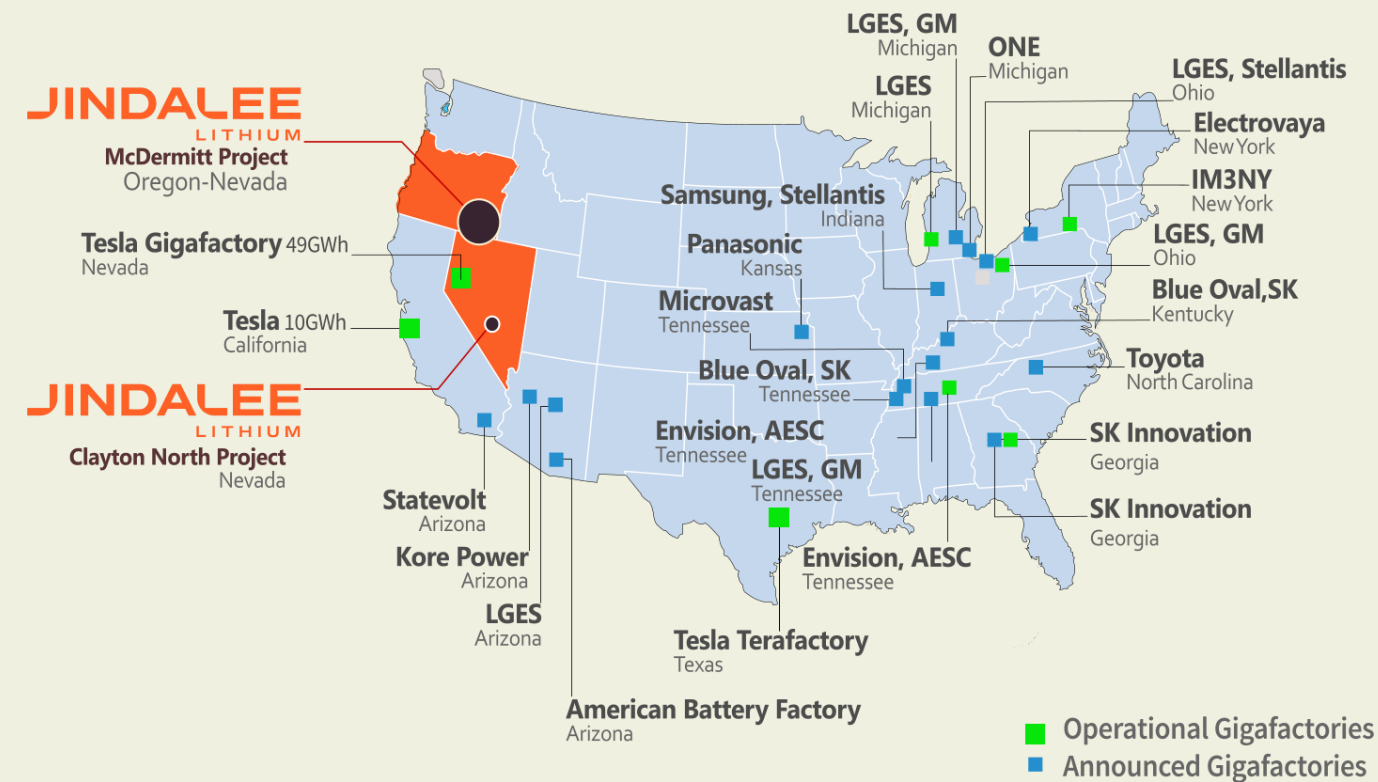 LGES, GM
Michigan
ONE
Michigan
LGES
Michigan
LGES, Stellantis
Ohio
JINDALEE
LITHIUM
McDermitt Project
Oregon-Nevada
Electrovaya
New York
IM3NY
New York
Samsung, Stellantis
Indiana
LGES, GM
Ohio
Tesla Gigafactory 49GWh
Nevada
Panasonic
Kansas
Blue Oval,SK
Kentucky
Microvast
Tennessee
Tesla 10GWh
California
Toyota
North Carolina
Blue Oval, SK
Tennessee
JINDALEE
LITHIUM
Clayton North Project
Nevada
Envision, AESC
Tennessee
SK Innovation
Georgia
LGES, GM
Tennessee
Statevolt
Arizona
SK Innovation
Georgia
Kore Power
Arizona
Envision, AESC
Tennessee
LGES
Arizona
Tesla Terafactory
Texas
American Battery Factory
Arizona
Operational Gigafactories
Announced Gigafactories